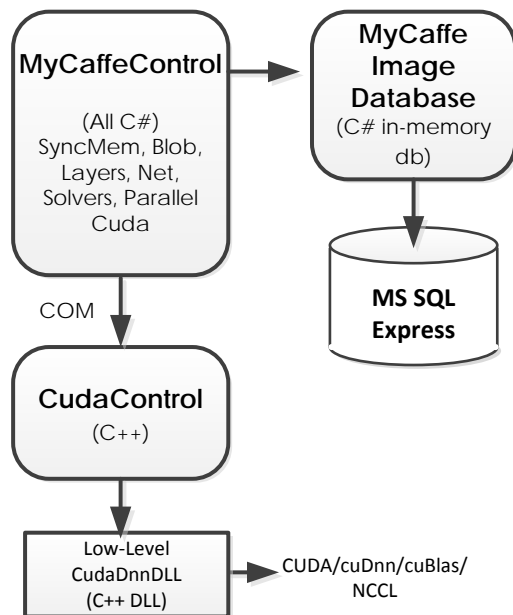 MyCaffeControl
(All C#)
SyncMem, Blob,
Layers, Net,
Solvers, Parallel
Cuda
MyCaffe
Image
Database
(C# in-memory
db)
MS SQL
Express
COM
CudaControl
(C++)
Low-Level
CudaDnnDLL
(C++ DLL)
CUDA/cuDnn/cuBlas/
NCCL